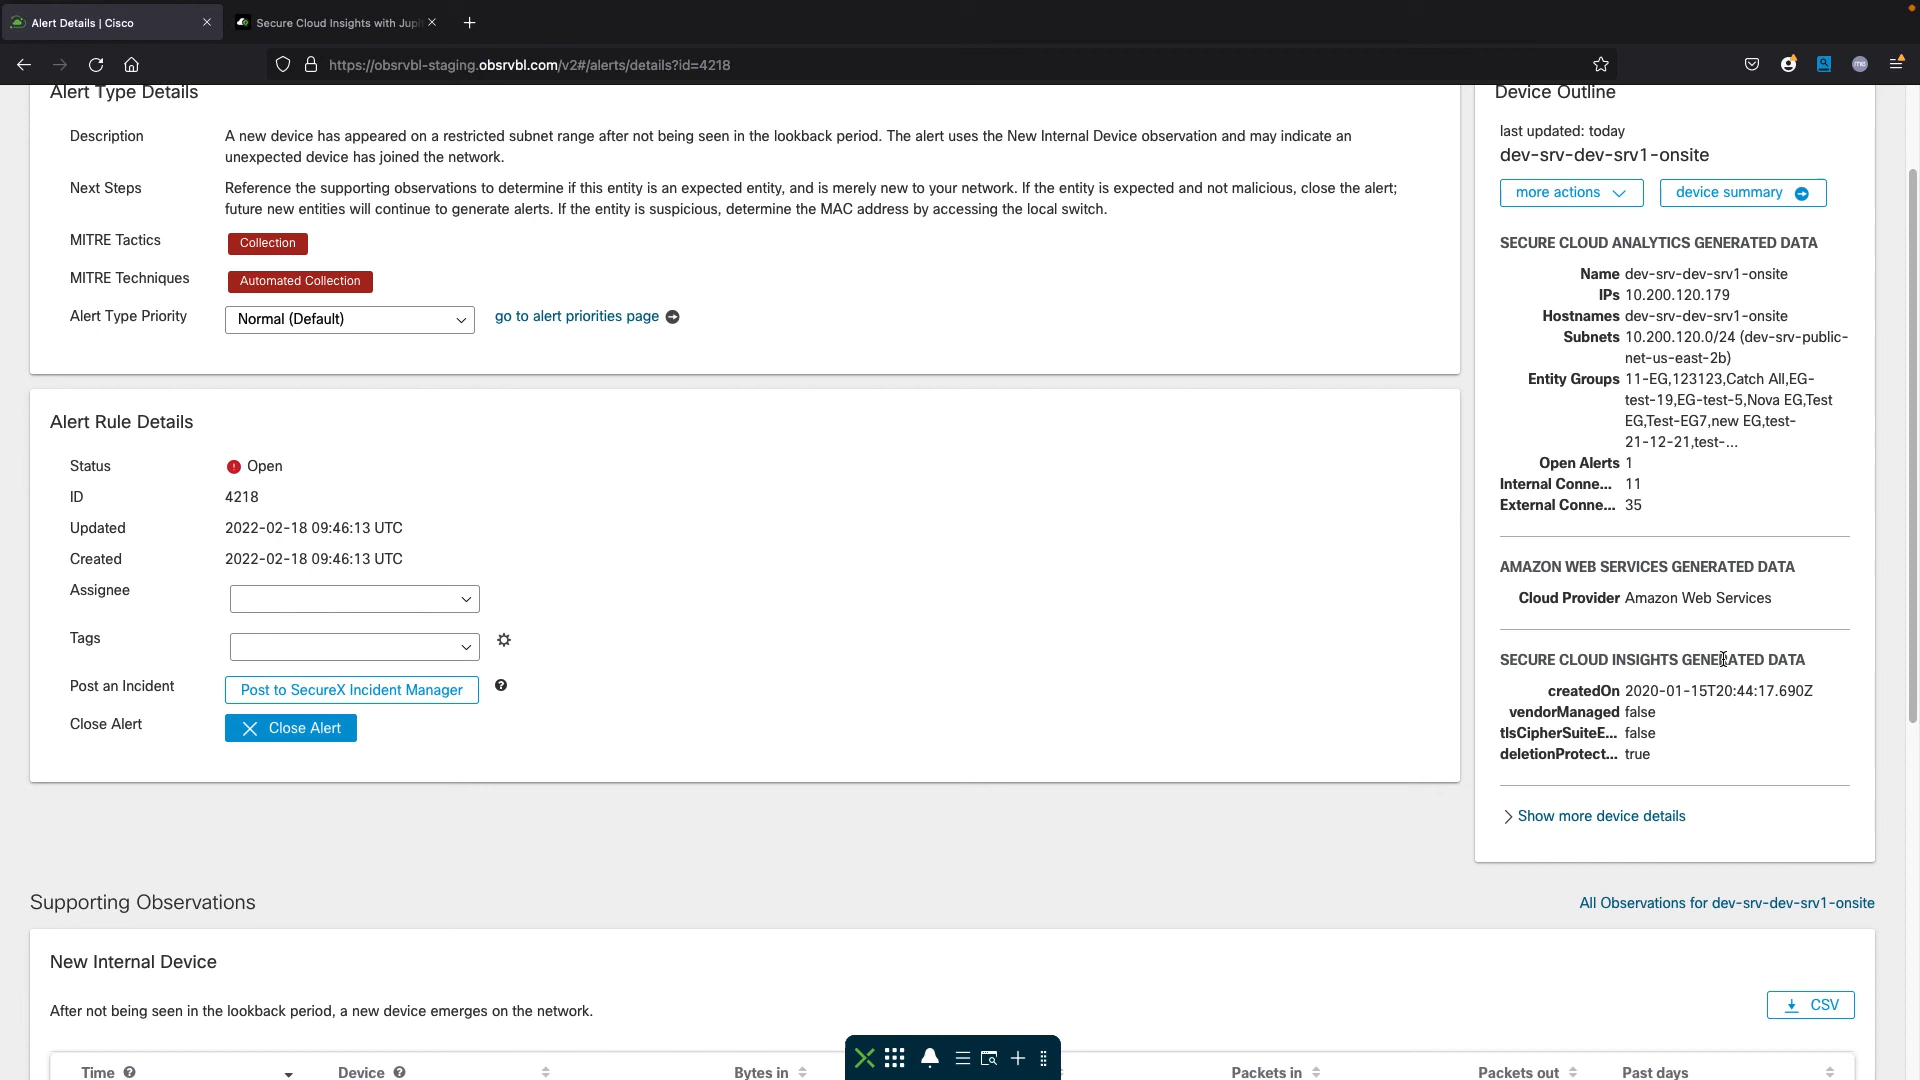 Alert Details | Cisco
Secure Cloud Insights with Jupi
https://obsrvbl-staging.obsrvbl.com/v2#/alerts/details?id=4218
me
Alert Type Details
Description
A new device has appeared on a restricted subnet range after not being seen in the lookback period. The alert uses the New Internal Device observation and may indicate an
unexpected device has joined the network.
Next Steps
Reference the supporting observations to determine if this entity is an expected entity, and is merely new to your network. If the entity is expected and not malicious, close the alert;
future new entities will continue to generate alerts. If the entity is suspicious, determine the MAC address by accessing the local switch.
MITRE Tactics
Collection
MITRE Techniques
Automated Collection
Alert Type Priority
Normal (Default)
go to alert priorities page
Alert Rule Details
Status
Open
ID
4218
Updated
2022-02-18 09:46:13 UTC
Created
2022-02-18 09:46:13 UTC
Assignee
Tags
Post an Incident
Post to SecureX Incident Manager
Close Alert
Close Alert
Device Outline
last updated: today
dev-srv-dev-srv1-onsite
more actions
device summary
SECURE CLOUD ANALYTICS GENERATED DATA
Name dev-srv-dev-srv1-onsite
IPs 10.200.120.179
Hostnames dev-srv-dev-srv1-onsite
Subnets 10.200.120.0/24 (dev-srv-public-
net-us-east-2b)
Entity Groups 11-EG,123123,Catch All,EG-
test-19,EG-test-5,Nova EG,Test
EG,Test-EG7,new EG,test-
21-12-21,test-...
Open Alerts 1
Internal Conne... 11
External Conne... 35
AMAZON WEB SERVICES GENERATED DATA
Cloud Provider Amazon Web Services
SECURE CLOUD INSIGHTS GENERATED DATA
createdOn 2020-01-15T20:44:17.690Z
vendorManaged false
tlsCipherSuiteE... false
deletionProtect... true
Show more device details
Supporting Observations
All Observations for dev-srv-dev-srv1-onsite
New Internal Device
After not being seen in the lookback period, a new device emerges on the network.
CSV
Time
Device
Bytes in
Packets in
Packets out
Past days